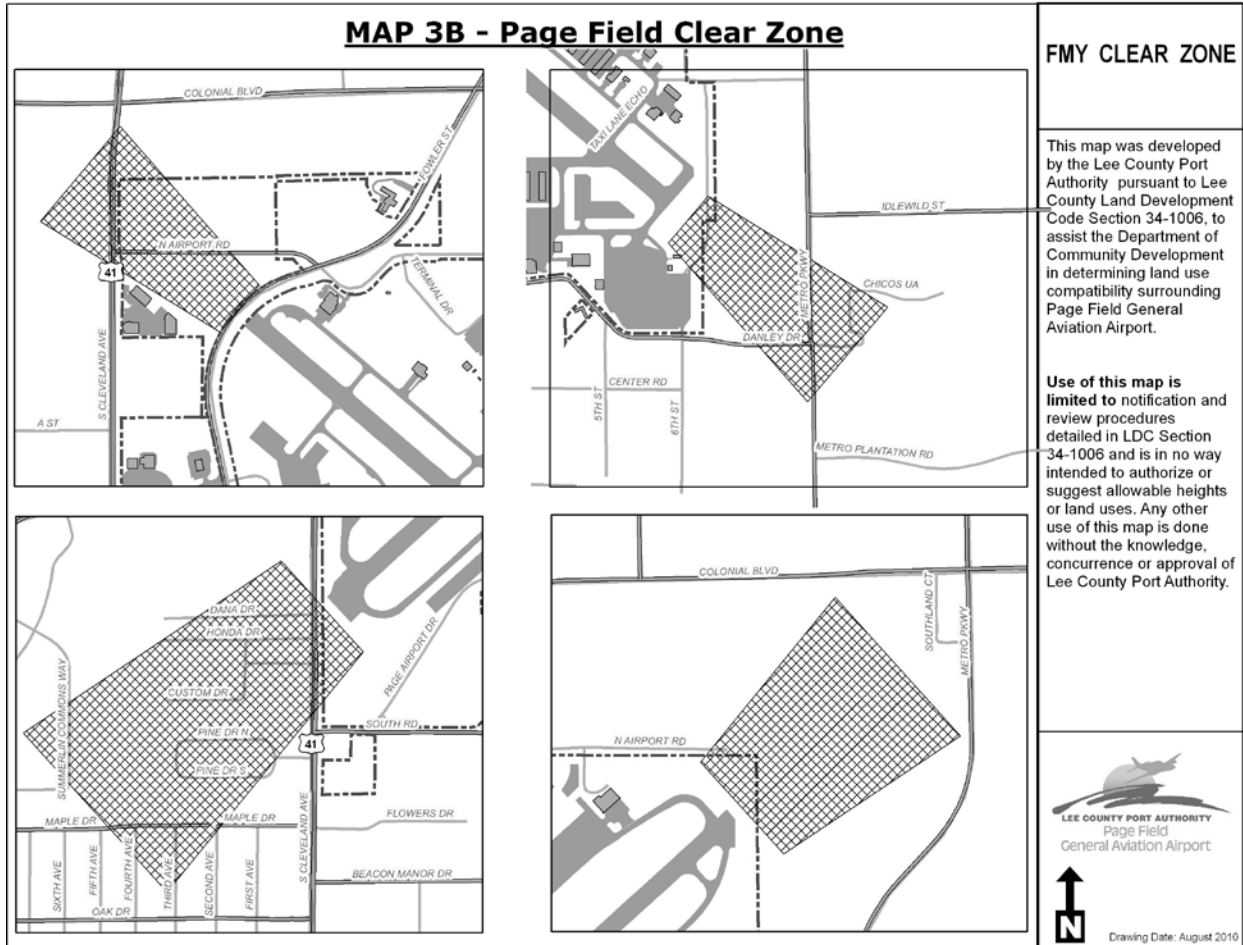 MAP 3B - Page Field Clear Zone
COLONIAL BLVD
FOWLER ST
N AIRPORT RD
41
TERMINAL DR
S CLEVELAND AVE
A ST
TAXI LANE ECHO
IDLEWILD ST
METRO PKWY
CHICOS UA
DANLEY DR
CENTER RD
5TH ST
6TH ST
METRO PLANTATION RD
DANA DR
HONDA DR
SUMMERLIN COMMONS WAY
CUSTOM DR
PAGE AIRPORT DR
PINE DR N
SOUTH RD
41
PINE DR S
MAPLE DR
MAPLE DR
S CLEVELAND AVE
FLOWERS DR
SIXTH AVE
FIFTH AVE
FOURTH AVE
THIRD AVE
SECOND AVE
FIRST AVE
BEACON MANOR DR
OAK DR
COLONIAL BLVD
SOUTHLAND CT
METRO PKWY
N AIRPORT RD
FMY CLEAR ZONE
This map was developed
by the Lee County Port
Authority pursuant to Lee
County Land Development
Code Section 34-1006, to
assist the Department of
Community Development
in determining land use
compatibility surrounding
Page Field General
Aviation Airport.
Use of this map is
limited to notification and
review procedures
detailed in LDC Section
34-1006 and is in no way
intended to authorize or
suggest allowable heights
or land uses. Any other
use of this map is done
without the knowledge,
concurrence or approval of
Lee County Port Authority.
LEE COUNTY PORT AUTHORITY
Page Field
General Aviation Airport
N
Drawing Date: August 2010